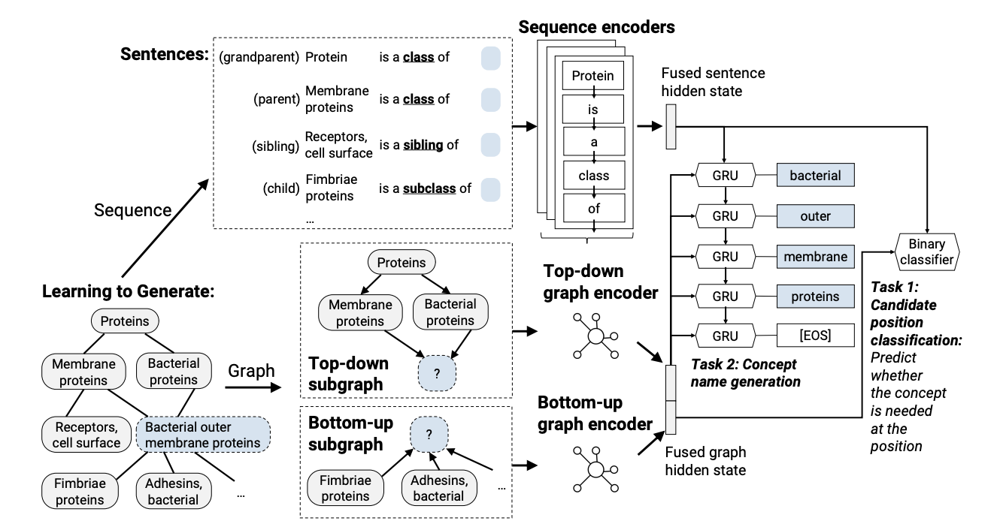 Sequence encoders
Sentences:
(grandparent) Protein is a class of
(parent) Membrane proteins is a class of
(sibling) Receptors, cell surface is a sibling of
(child) Fimbriae proteins is a subclass of
...
Protein
is
a
class
of
Fused sentence
hidden state
Sequence
Learning to Generate:
Proteins
Membrane
proteins
Bacterial
proteins
Receptors,
cell surface
Bacterial outer
membrane proteins
Fimbriae
proteins
Adhesins,
bacterial
...
Graph
Proteins
Membrane
proteins
Bacterial
proteins
?
Top-down
subgraph
Bottom-up
subgraph
?
Fimbriae
proteins
Adhesins,
bacterial
...
Top-down
graph encoder
Bottom-up
graph encoder
Fused graph
hidden state
GRU bacterial
GRU outer
GRU membrane
GRU proteins
GRU [EOS]
Task 2: Concept
name generation
Binary
classifier
Task 1:
Candidate
position
classification:
Predict
whether
the concept
is needed
at the
position